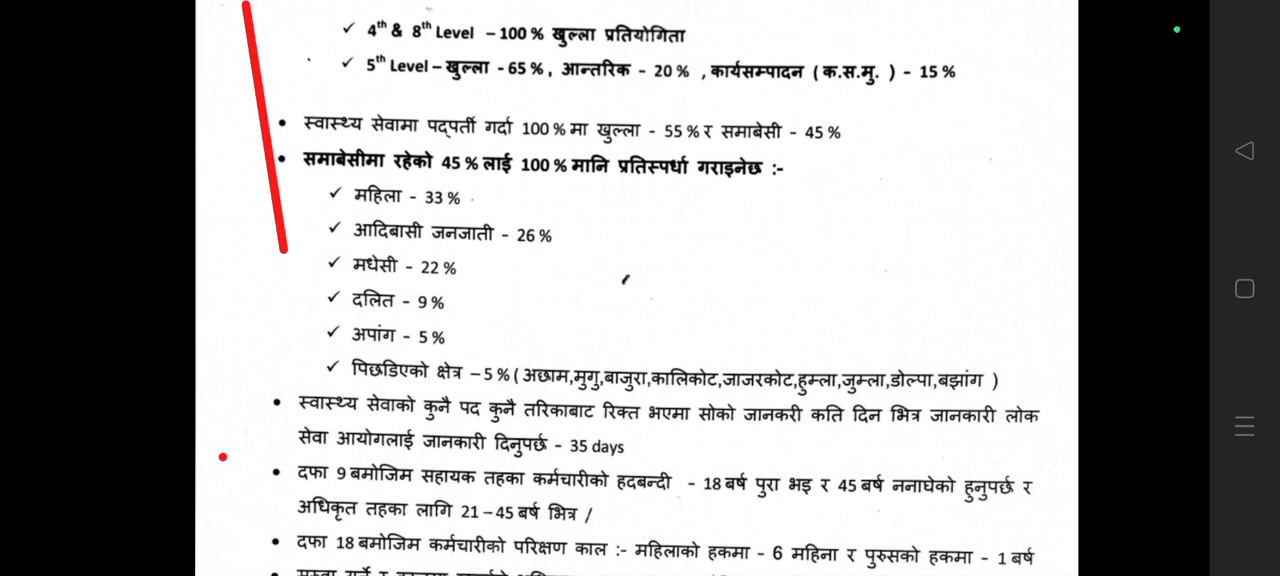 ✓ 4th & 8th Level – 100 % खुल्ला प्रतियोगिता
✓ 5th Level – खुल्ला - 65 %, आन्तरिक - 20 % , कार्यसम्पादन ( क.स.मु. ) - 15 %
• स्वास्थ्य सेवामा पद्पर्ती गर्दा 100 % मा खुल्ला - 55 % र समाबेसी - 45 %
• समाबेसीमा रहेको 45 % लाई 100 % मानि प्रतिस्पर्धा गराइनेछ :-
✓ महिला - 33 %
✓ आदिबासी जनजाती - 26 %
✓ मधेसी - 22 %
✓ दलित - 9 %
✓ अपांग - 5 %
✓ पिछडिएको क्षेत्र – 5 % ( अछाम,मुगु,बाजुरा,कालिकोट,जाजरकोट,हुम्ला,जुम्ला,डोल्पा,बझांग )
• स्वास्थ्य सेवाको कुनै पद कुनै तरिकाबाट रिक्त भएमा सोको जानकरी कति दिन भित्र जानकारी लोक
सेवा आयोगलाई जानकारी दिनुपर्छ - 35 days
• दफा 9 बमोजिम सहायक तहका कर्मचारीको हदबन्दी - 18 बर्ष पुरा भइ र 45 बर्ष ननाघेको हुनुपर्छ र
अधिकृत तहका लागि 21 – 45 बर्ष भित्र /
• दफा 18 बमोजिम कर्मचारीको परिक्षण काल :- महिलाको हकमा - 6 महिना र पुरुसको हकमा - 1 बर्ष